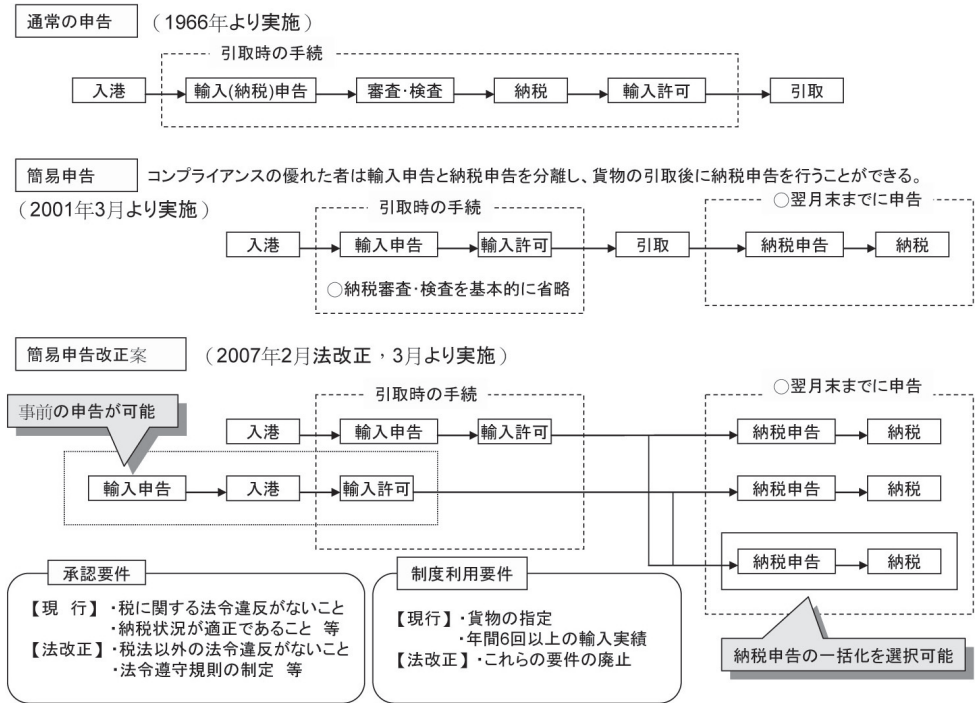 通常の申告 （1966年より実施）
引取時の手続
入港 輸入(納税)申告 審査･検査 納税 輸入許可 引取
簡易申告 コンプライアンスの優れた者は輸入申告と納税申告を分離し、貨物の引取後に納税申告を行うことができる。
（2001年3月より実施）
引取時の手続
○翌月末までに申告
入港 輸入申告 輸入許可 引取 納税申告 納税
○納税審査･検査を基本的に省略
簡易申告改正案 （2007年2月法改正，3月より実施）
引取時の手続
○翌月末までに申告
事前の申告が可能
入港 輸入申告 輸入許可 納税申告 納税
輸入申告 入港 輸入許可 納税申告 納税
納税申告 納税
承認要件
【現 行】･税に関する法令違反がないこと
･納税状況が適正であること 等
【法改正】･税法以外の法令違反がないこと
･法令遵守規則の制定 等
制度利用要件
【現行】･貨物の指定
･年間6回以上の輸入実績
【法改正】･これらの要件の廃止
納税申告の一括化を選択可能